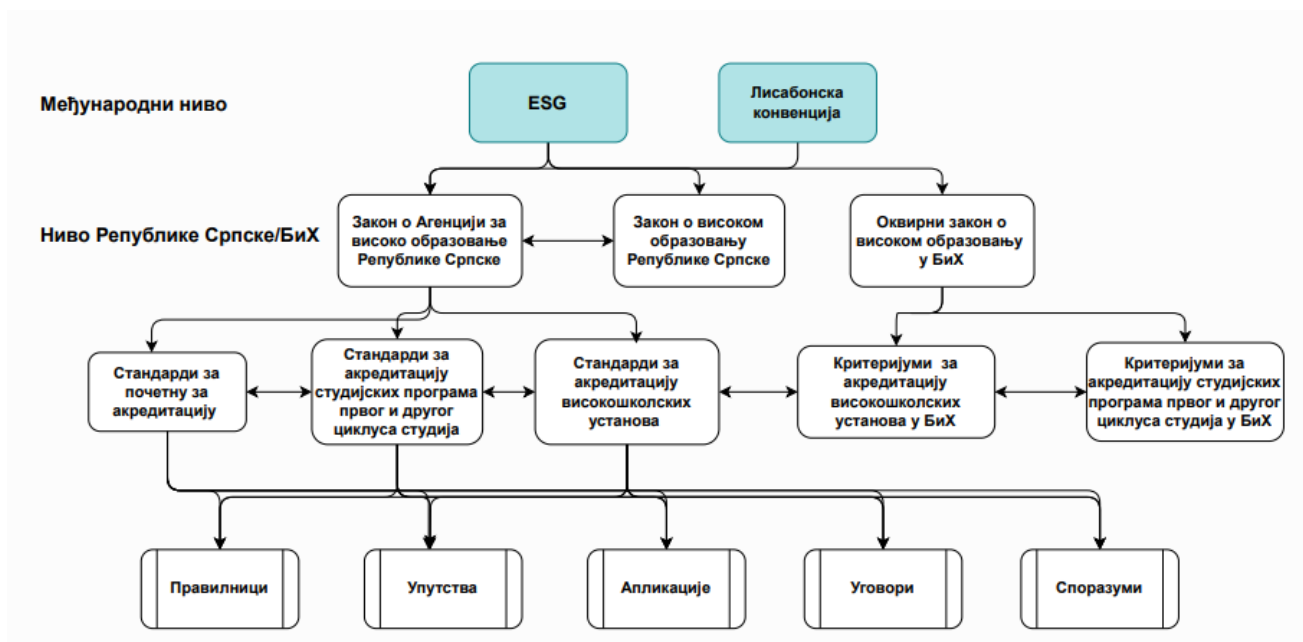 Међународни ниво
ESG
Лисабонска
конвенција
Ниво Републике Српске/БиХ
Закон о Агенцији за
високо образовање
Републике Српске
Закон о високом
образовању
Републике Српске
Оквирни закон о
високом образовању
у БиХ
Стандарди за
почетну за
акредитацију
Стандарди за
акредитацију
студијских програма
првог и другог
циклуса студија
Стандарди за
акредитацију
високошколских
установа
Критеријуми за
акредитацију
високошколских
установа у БиХ
Критеријуми за
акредитацију студијских
програма првог и другог
циклуса студија у БиХ
Правилници
Упутства
Апликације
Уговори
Споразуми